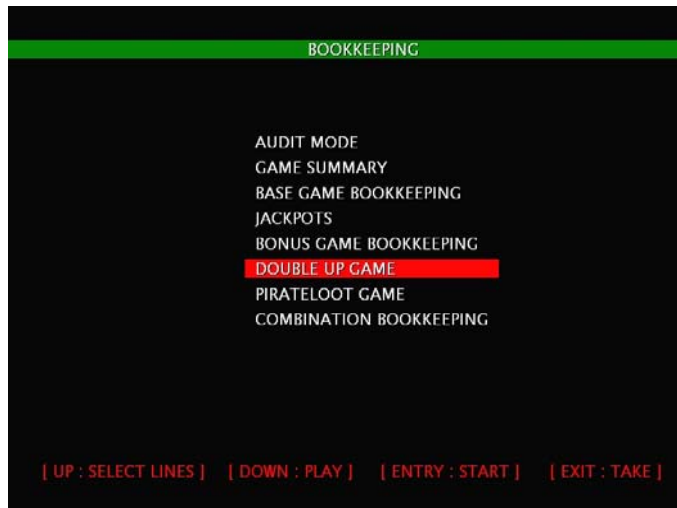 BOOKKEEPING
AUDIT MODE
GAME SUMMARY
BASE GAME BOOKKEEPING
JACKPOTS
BONUS GAME BOOKKEEPING
DOUBLE UP GAME
PIRATELOOT GAME
COMBINATION BOOKKEEPING
[ UP : SELECT LINES ] [ DOWN : PLAY ] [ ENTRY : START ] [ EXIT : TAKE ]